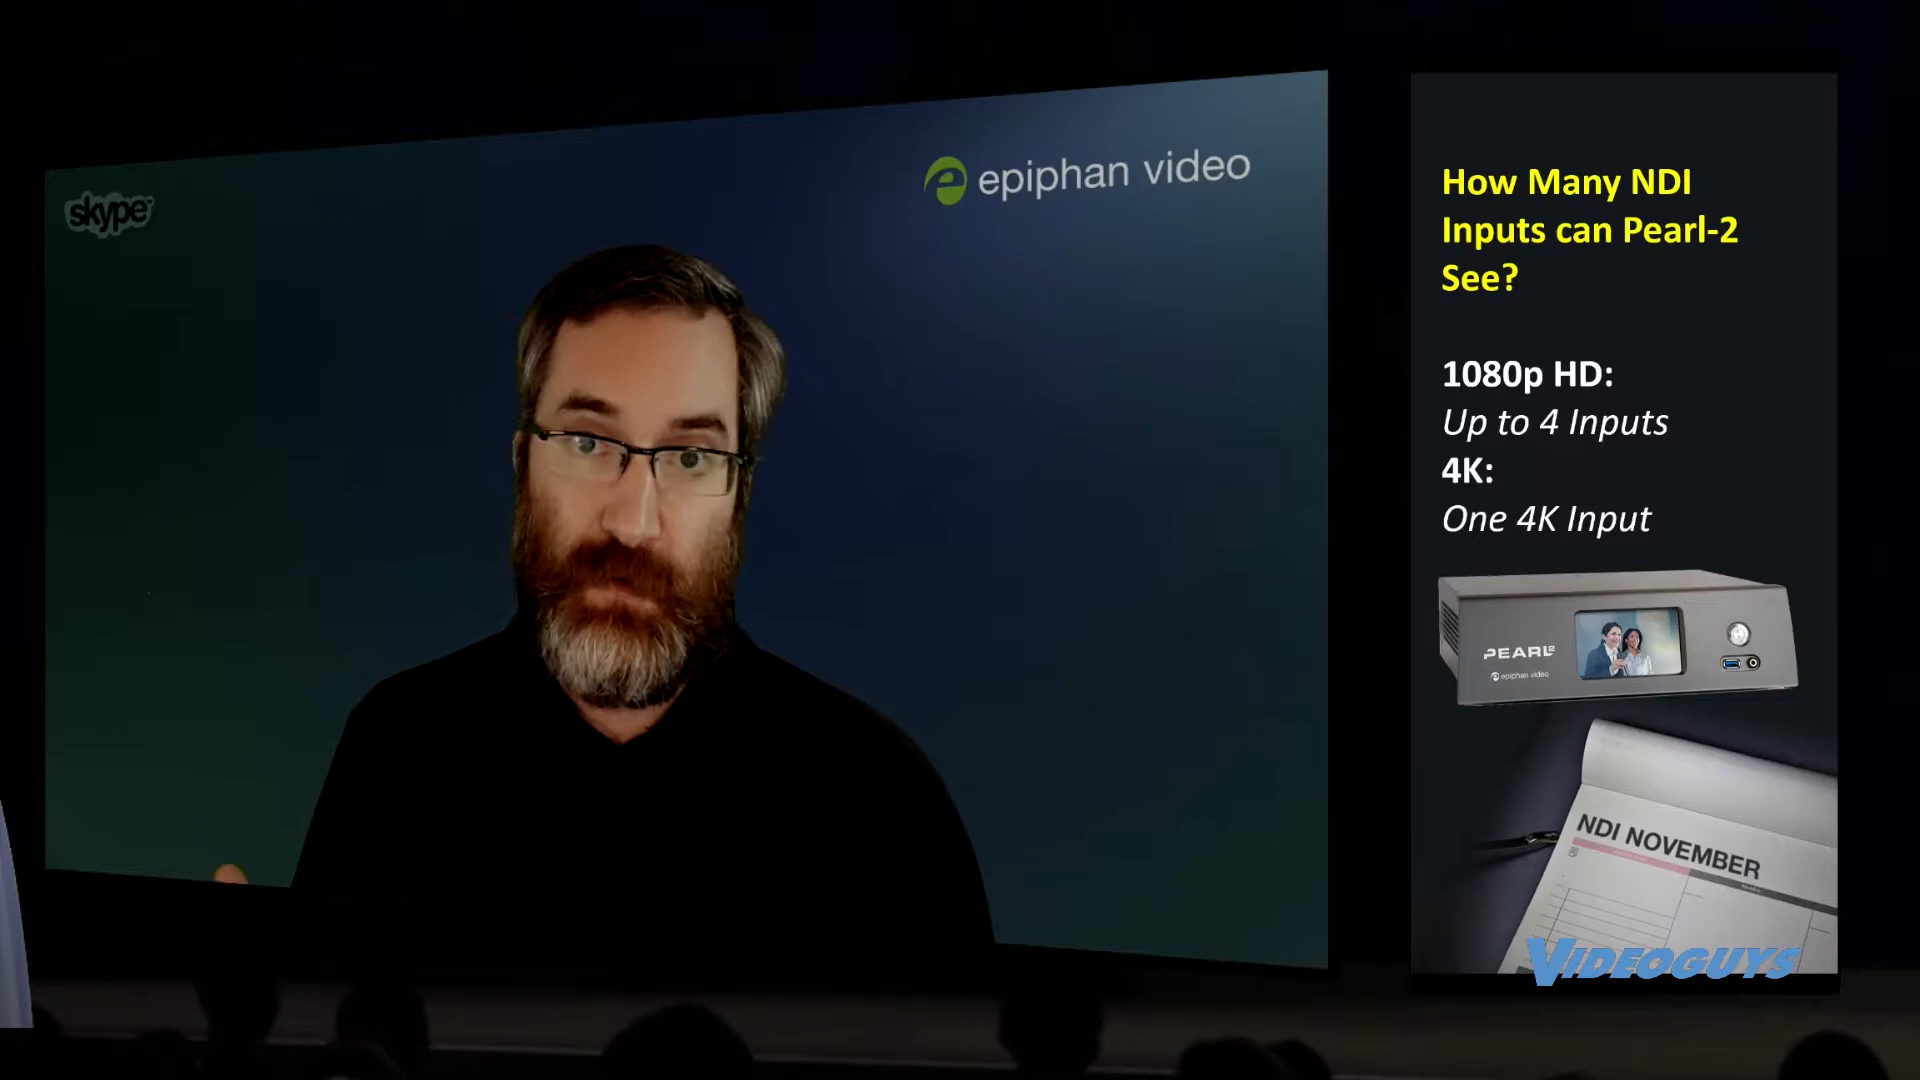 skype
epiphan video
How Many NDI
Inputs can Pearl-2
See?
1080p HD:
Up to 4 Inputs
4K:
One 4K Input
PEARL2
epiphan video
NDI NOVEMBER
VIDEOGUYS